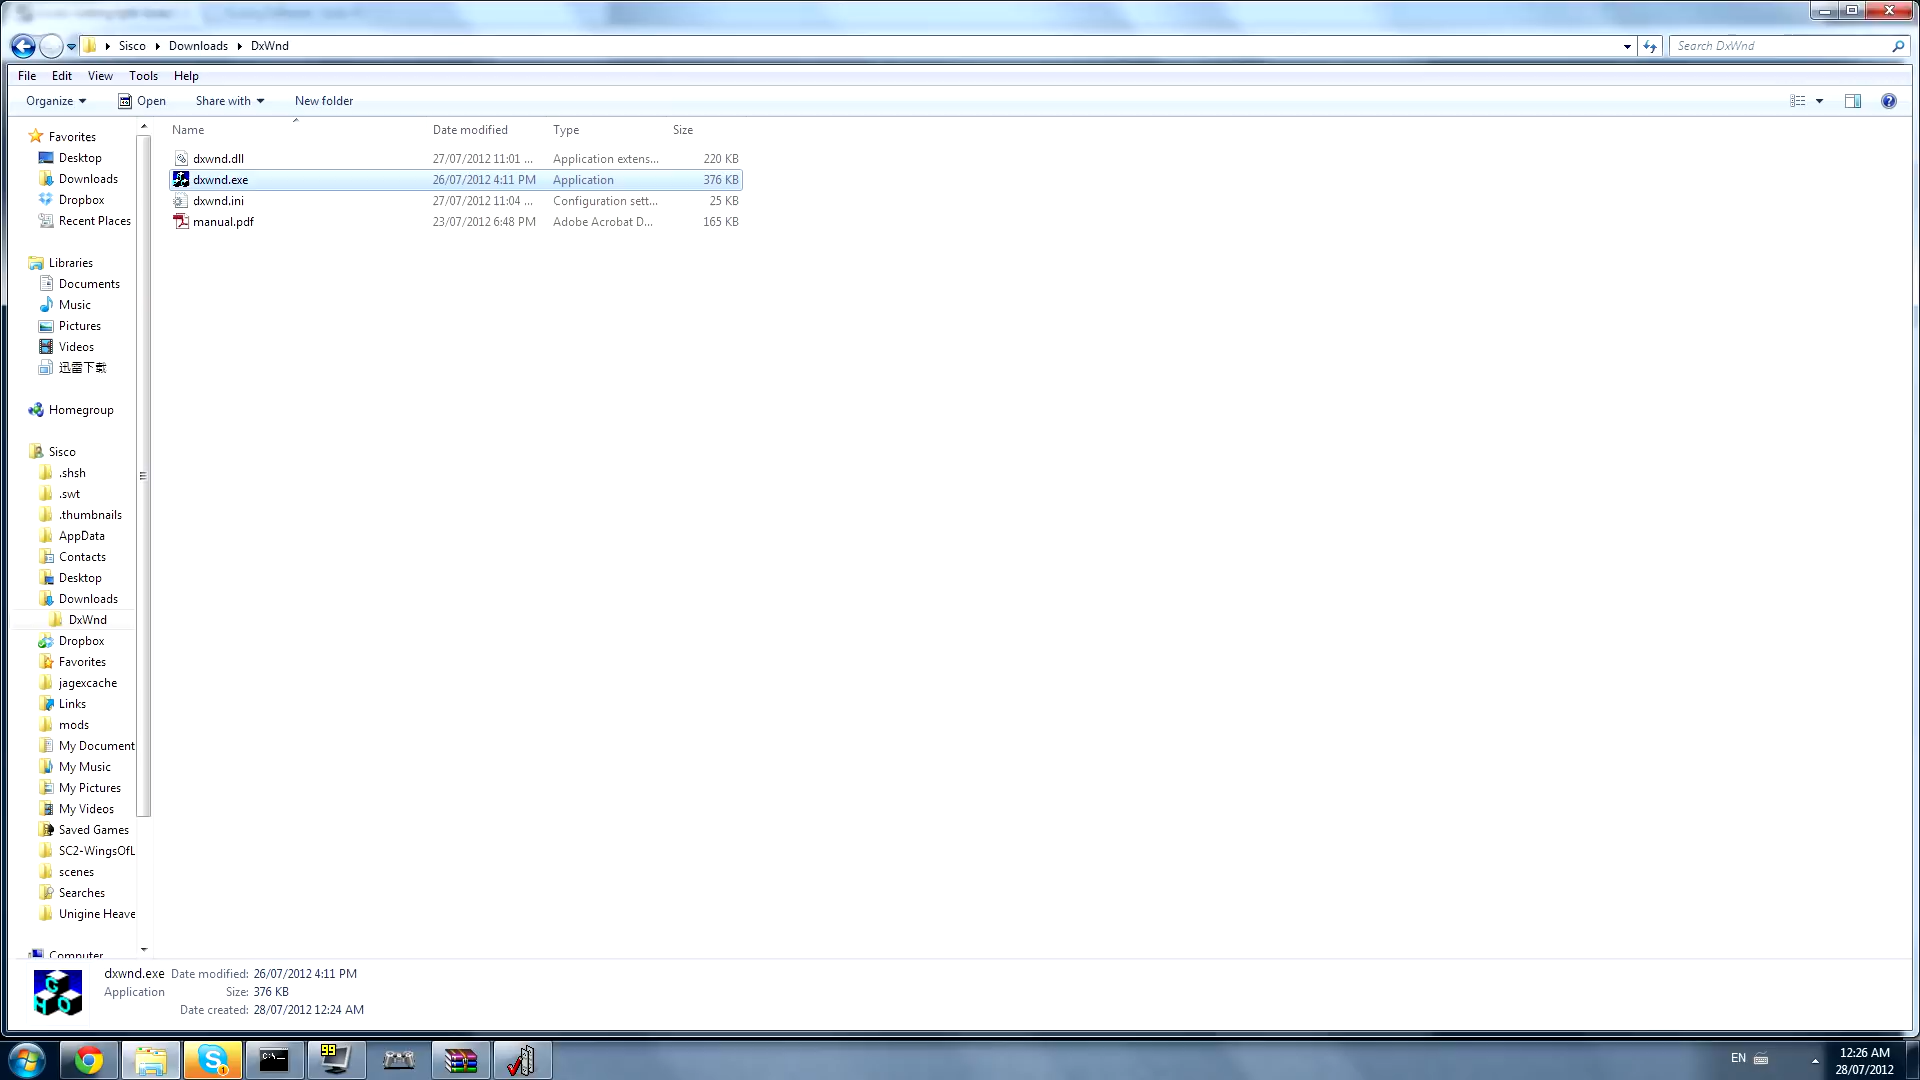 Sisco Downloads DxWnd
Search DxWnd
File Edit View Tools Help
Organize Open Share with New folder
Name Date modified Type Size
dxwnd.dll 27/07/2012 11:01 ... Application extens... 220 KB
dxwnd.exe 26/07/2012 4:11 PM Application 376 KB
dxwnd.ini 27/07/2012 11:04 ... Configuration sett... 25 KB
manual.pdf 23/07/2012 6:48 PM Adobe Acrobat D... 165 KB
Favorites
Desktop
Downloads
Dropbox
Recent Places
Libraries
Documents
Music
Pictures
Videos
迅雷下载
Homegroup
Sisco
.shsh
.swt
.thumbnails
AppData
Contacts
Desktop
Downloads
DxWnd
Dropbox
Favorites
jagexcache
Links
mods
My Document
My Music
My Pictures
My Videos
Saved Games
SC2-WingsOfL
scenes
Searches
Unigine Heave
Computer
dxwnd.exe Date modified: 26/07/2012 4:11 PM
Application Size: 376 KB
Date created: 28/07/2012 12:24 AM
99
EN
12:26 AM
28/07/2012